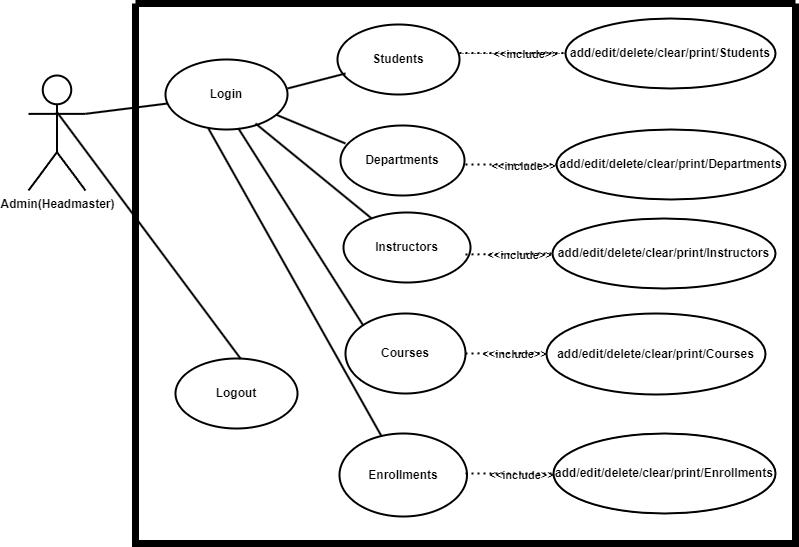 Students
<<include>>
add/edit/delete/clear/print/Students
Login
Admin(Headmaster)
Departments
<<include>>
add/edit/delete/clear/print/Departments
Instructors
<<include>>
add/edit/delete/clear/print/Instructors
Courses
<<include>>
add/edit/delete/clear/print/Courses
Logout
Enrollments
<<include>>
add/edit/delete/clear/print/Enrollments